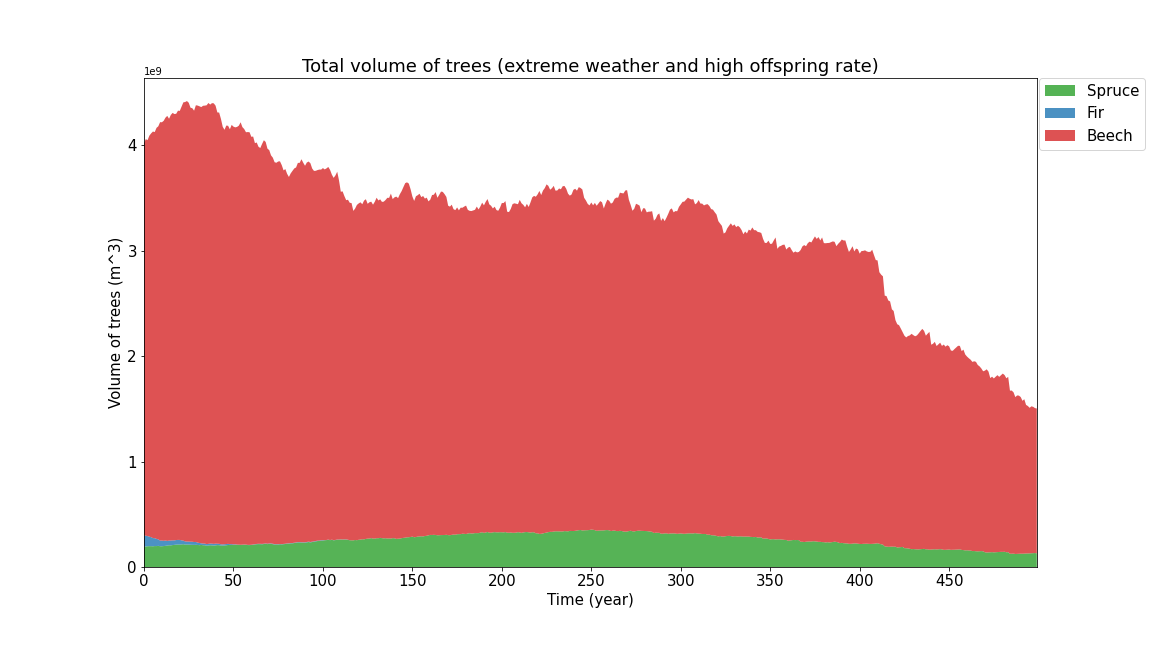 Total volume of trees (extreme weather and high offspring rate)
1e9
Spruce
Fir
Beech
Volume of trees (m^3)
4
3
2
1
0
0 50 100 150 200 250 300 350 400 450
Time (year)